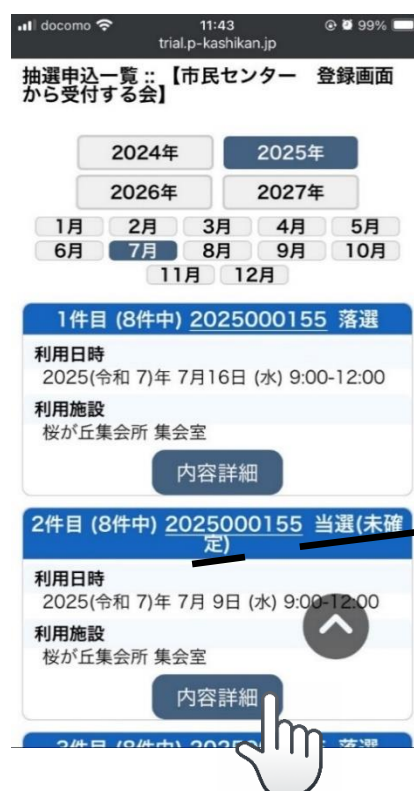 docomo 11:43 99%
trial.p-kashikan.jp
抽選申込一覧 :: 【市民センター 登録画面
から受付する会】
2024年 2025年
2026年 2027年
1月 2月 3月 4月 5月
6月 7月 8月 9月 10月
11月 12月
1件目 (8件中) 2025000155 落選
利用日時
2025(令和 7)年 7月16日 (水) 9:00-12:00
利用施設
桜が丘集会所 集会室
内容詳細
2件目 (8件中) 2025000155 当選(未確
定)
利用日時
2025(令和 7)年 7月 9日 (水) 9:00-12:00
利用施設
桜が丘集会所 集会室
内容詳細
3件目 (8件中) 落選